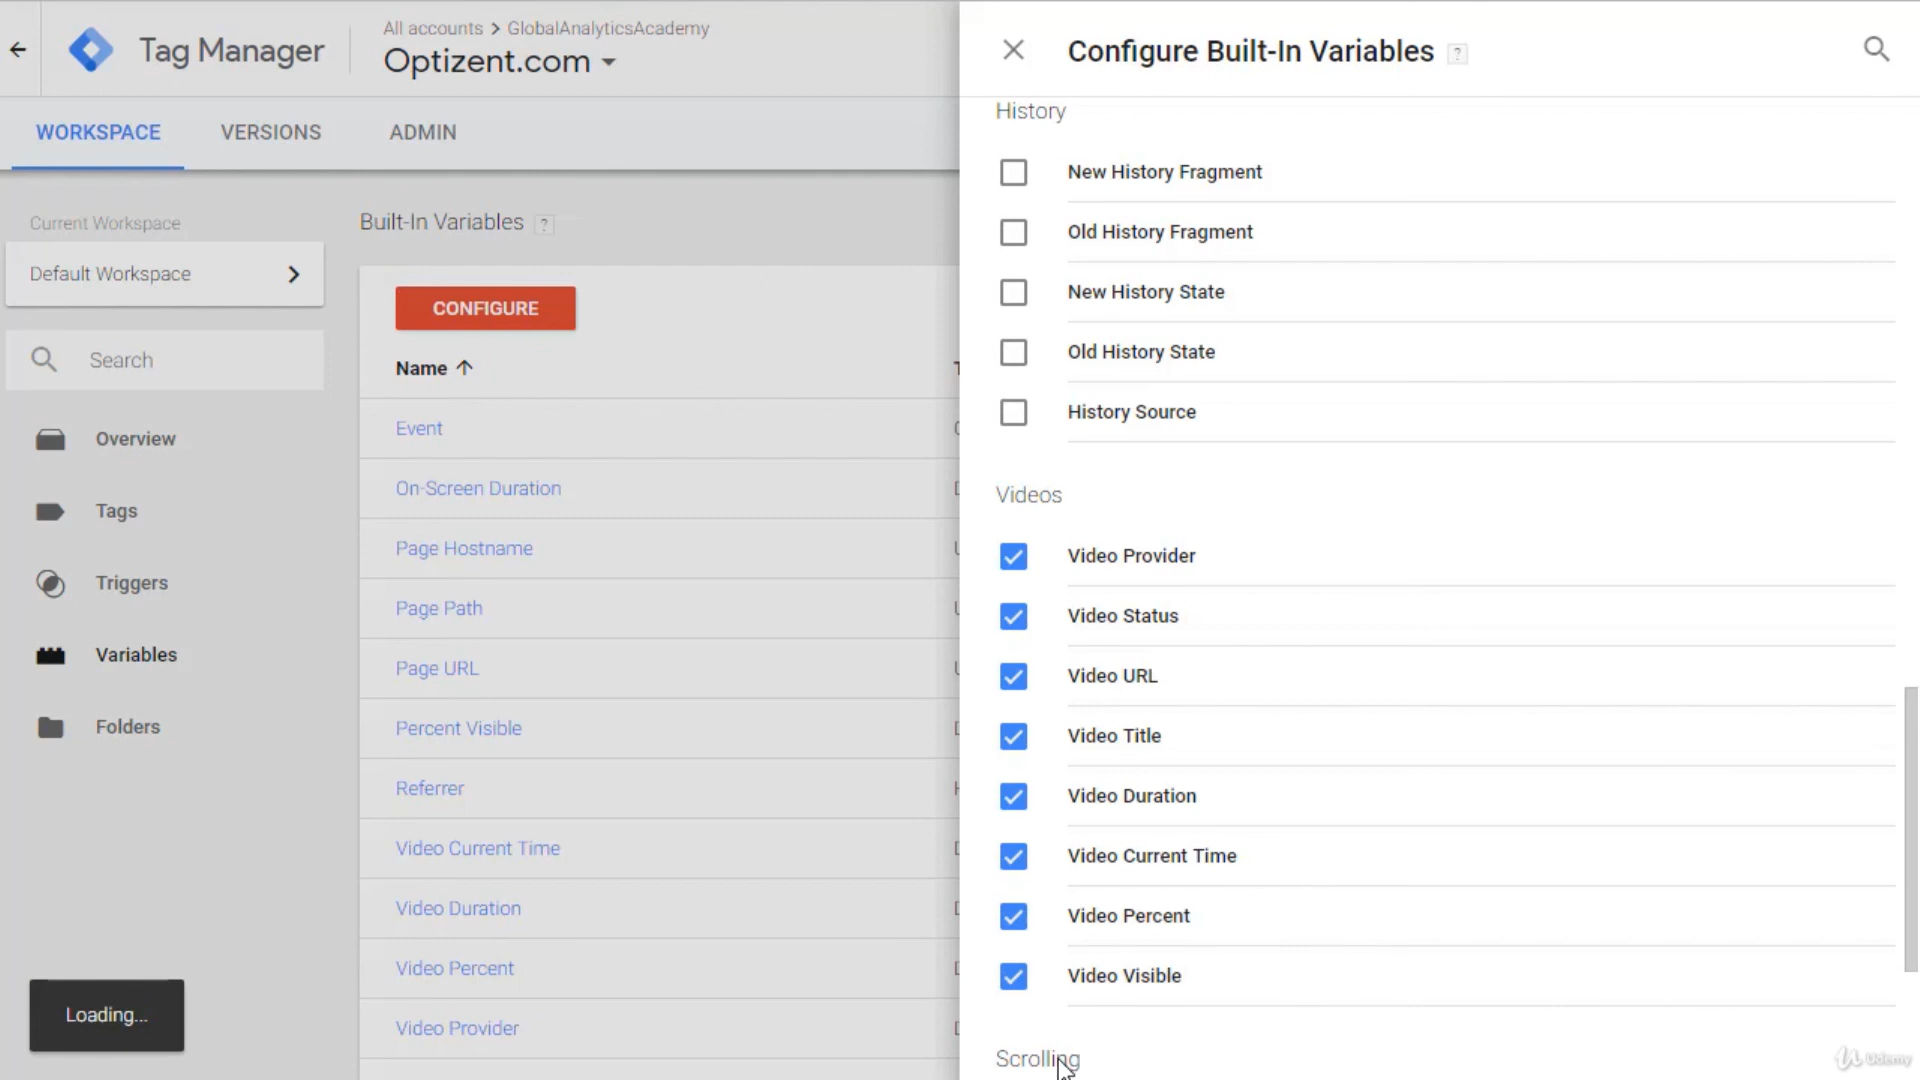 Tag Manager
All accounts > GlobalAnalyticsAcademy
Optizent.com
WORKSPACE
VERSIONS
ADMIN
Current Workspace
Default Workspace
Search
Overview
Tags
Triggers
Variables
Folders
Loading...
Built-In Variables ?
CONFIGURE
Name
Event
On-Screen Duration
Page Hostname
Page Path
Page URL
Percent Visible
Referrer
Video Current Time
Video Duration
Video Percent
Video Provider
Configure Built-In Variables ?
History
New History Fragment
Old History Fragment
New History State
Old History State
History Source
Videos
Video Provider
Video Status
Video URL
Video Title
Video Duration
Video Current Time
Video Percent
Video Visible
Scrolling
Udemy